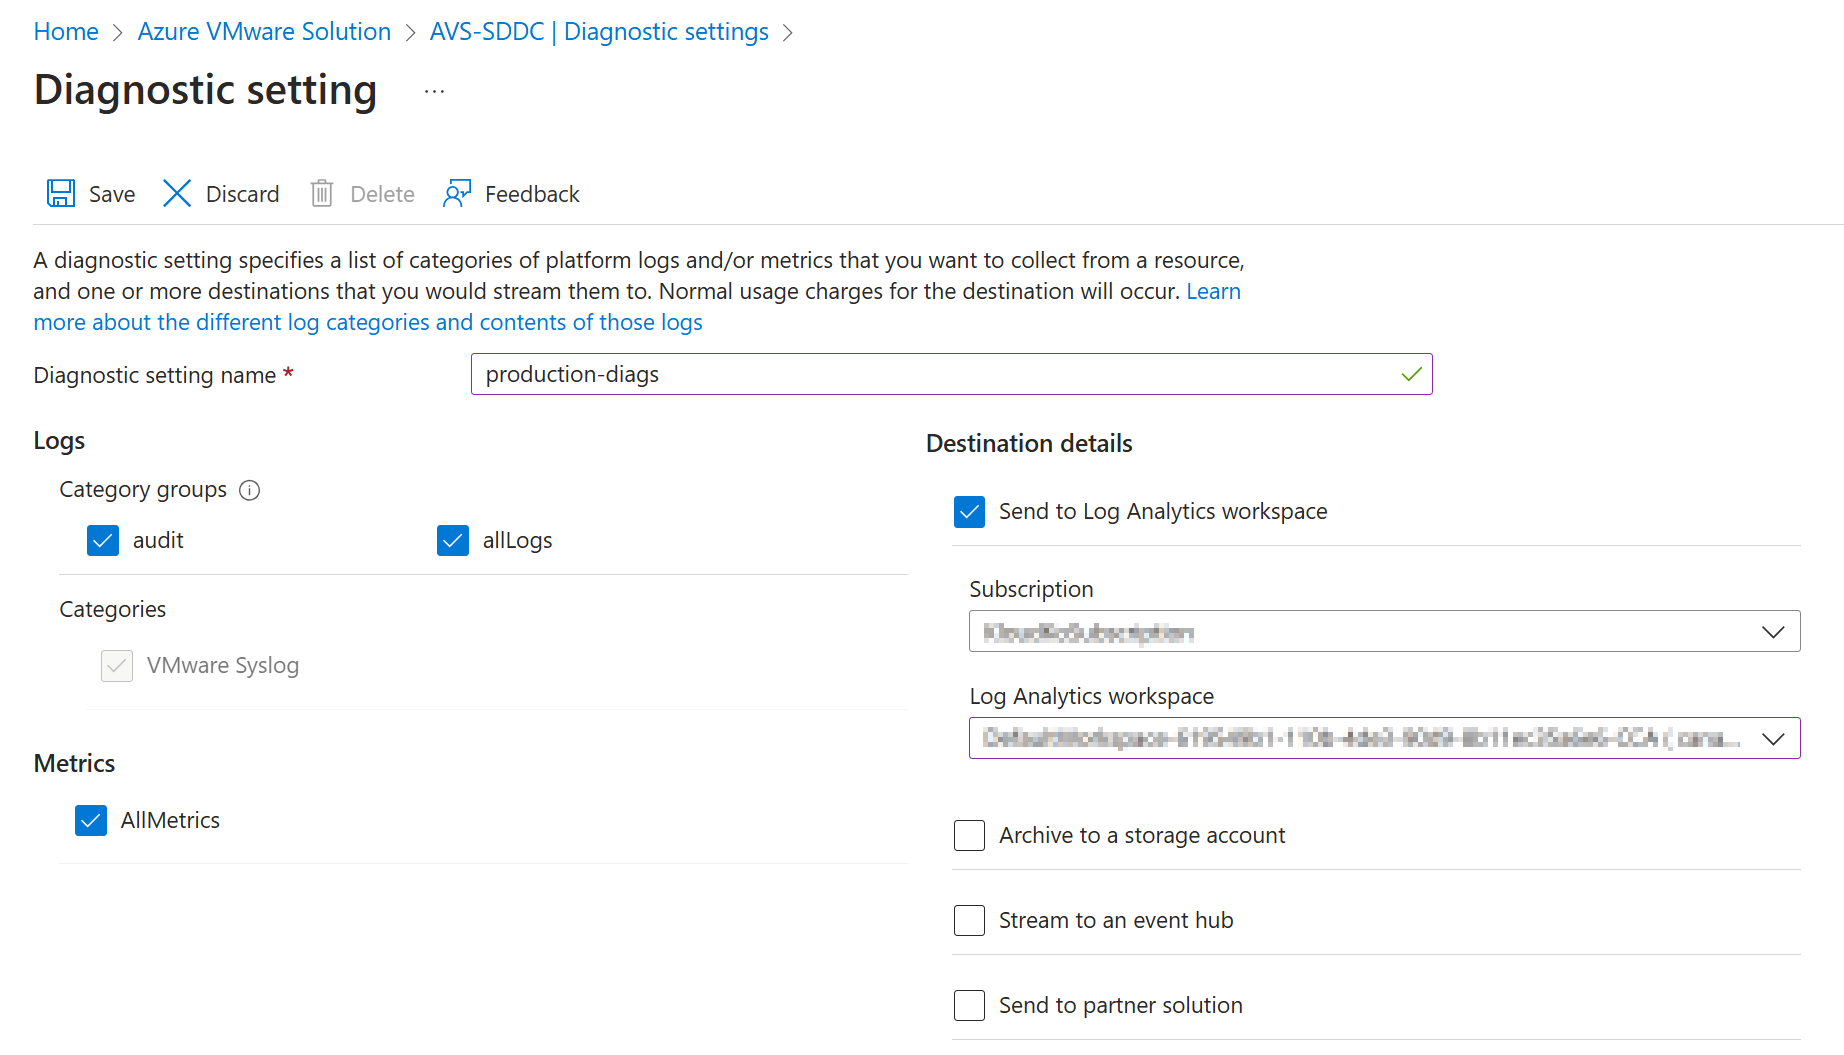 Home > Azure VMware Solution > AVS-SDDC | Diagnostic settings >
Diagnostic setting ...
Save Discard Delete Feedback
A diagnostic setting specifies a list of categories of platform logs and/or metrics that you want to collect from a resource,
and one or more destinations that you would stream them to. Normal usage charges for the destination will occur. Learn
more about the different log categories and contents of those logs
Diagnostic setting name * production-diags
Logs
Category groups
audit allLogs
Categories
VMware Syslog
Metrics
AllMetrics
Destination details
Send to Log Analytics workspace
Subscription
Log Analytics workspace
Archive to a storage account
Stream to an event hub
Send to partner solution